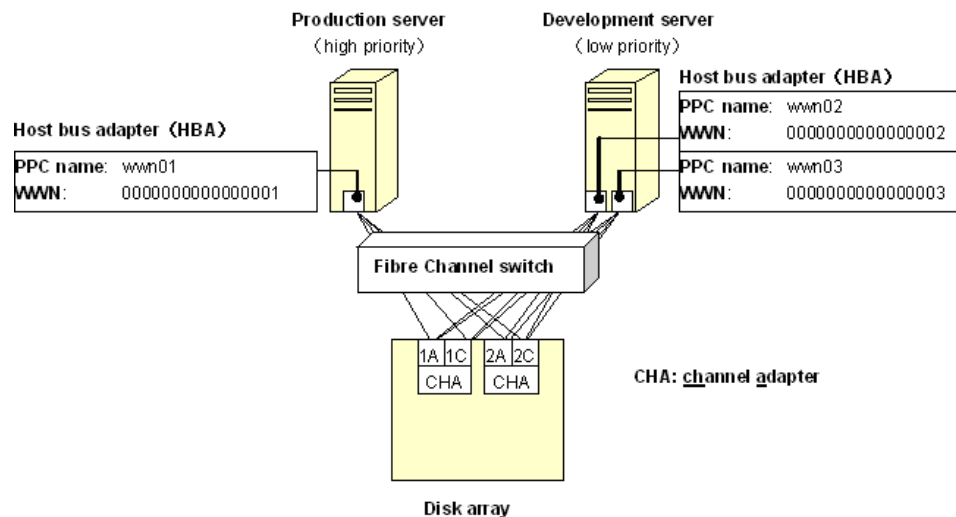 Production server
(high priority)
Development server
(low priority)
Host bus adapter (HBA)
PPC name: wwn01
WWN: 0000000000000001
Host bus adapter (HBA)
PPC name: wwn02
WWN: 0000000000000002
PPC name: wwn03
WWN: 0000000000000003
Fibre Channel switch
1A 1C 2A 2C
CHA CHA
CHA: channel adapter
Disk array